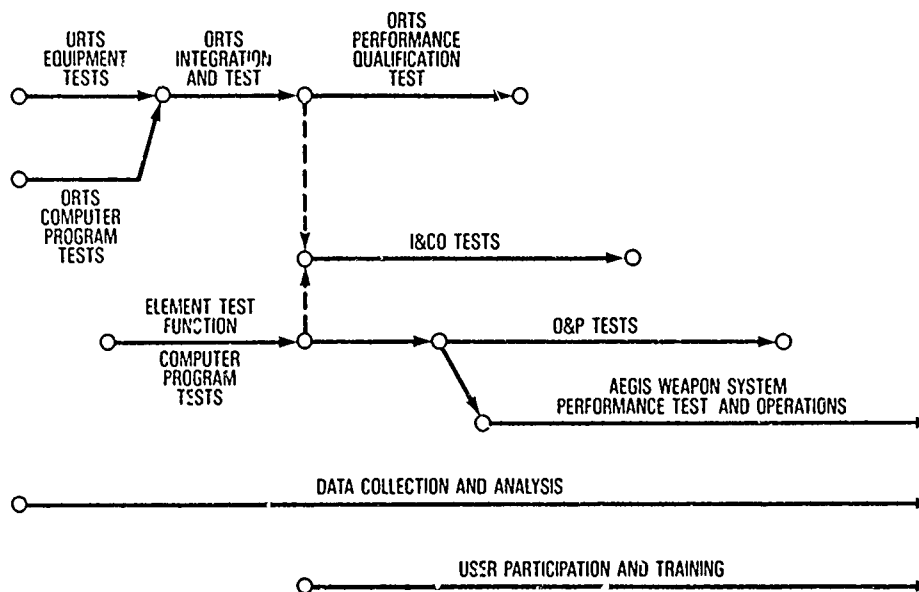 ORTS
EQUIPMENT
TESTS
ORTS
INTEGRATION
AND TEST
ORTS
PERFORMANCE
QUALIFICATION
TEST
ORTS
COMPUTER
PROGRAM
TESTS
I&CO TESTS
ELEMENT TEST
FUNCTION
COMPUTER
PROGRAM
TESTS
O&P TESTS
AEGIS WEAPON SYSTEM
PERFORMANCE TEST AND OPERATIONS
DATA COLLECTION AND ANALYSIS
USER PARTICIPATION AND TRAINING